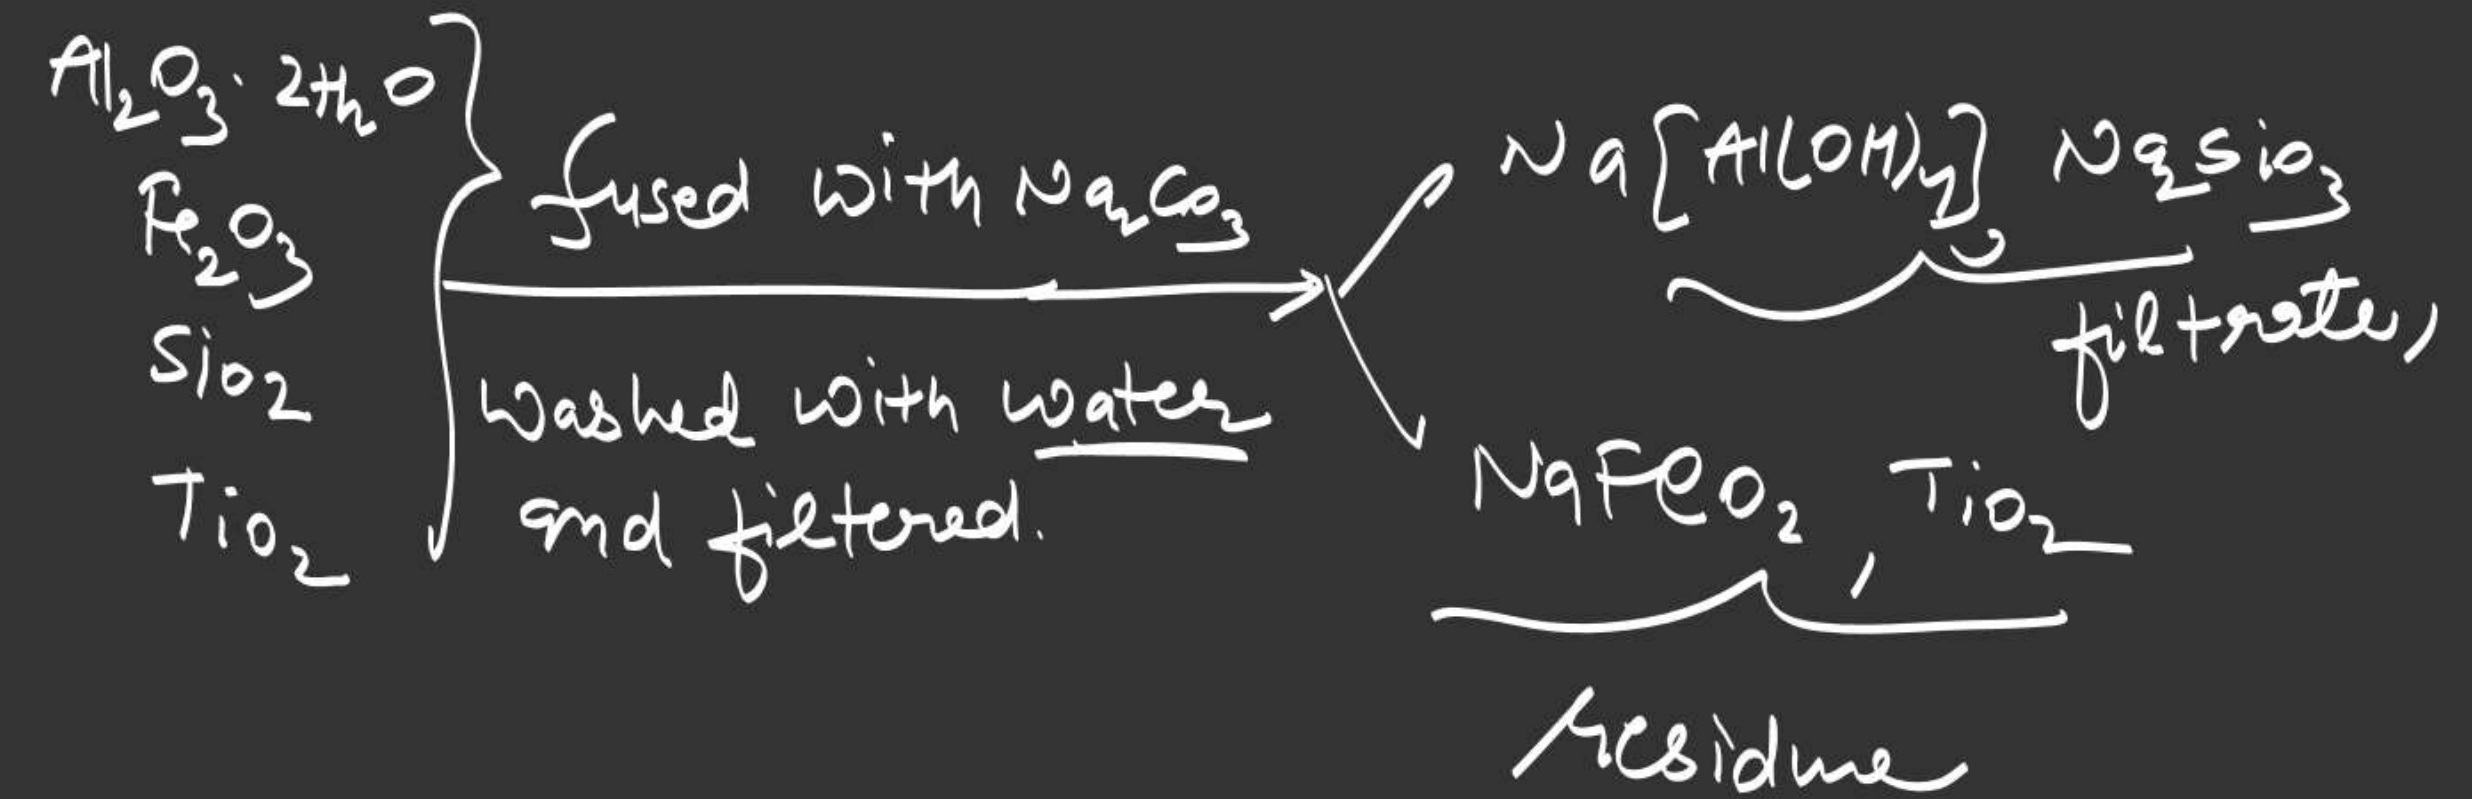 Al₂O₃·2H₂O
Fe₂O₃
SiO₂
TiO₂
fused with Na₂CO₃
washed with water
and filtered.
Na[Al(OH)₄] Na₂SiO₃
filtrate,
NaFeO₂, TiO₂
residue